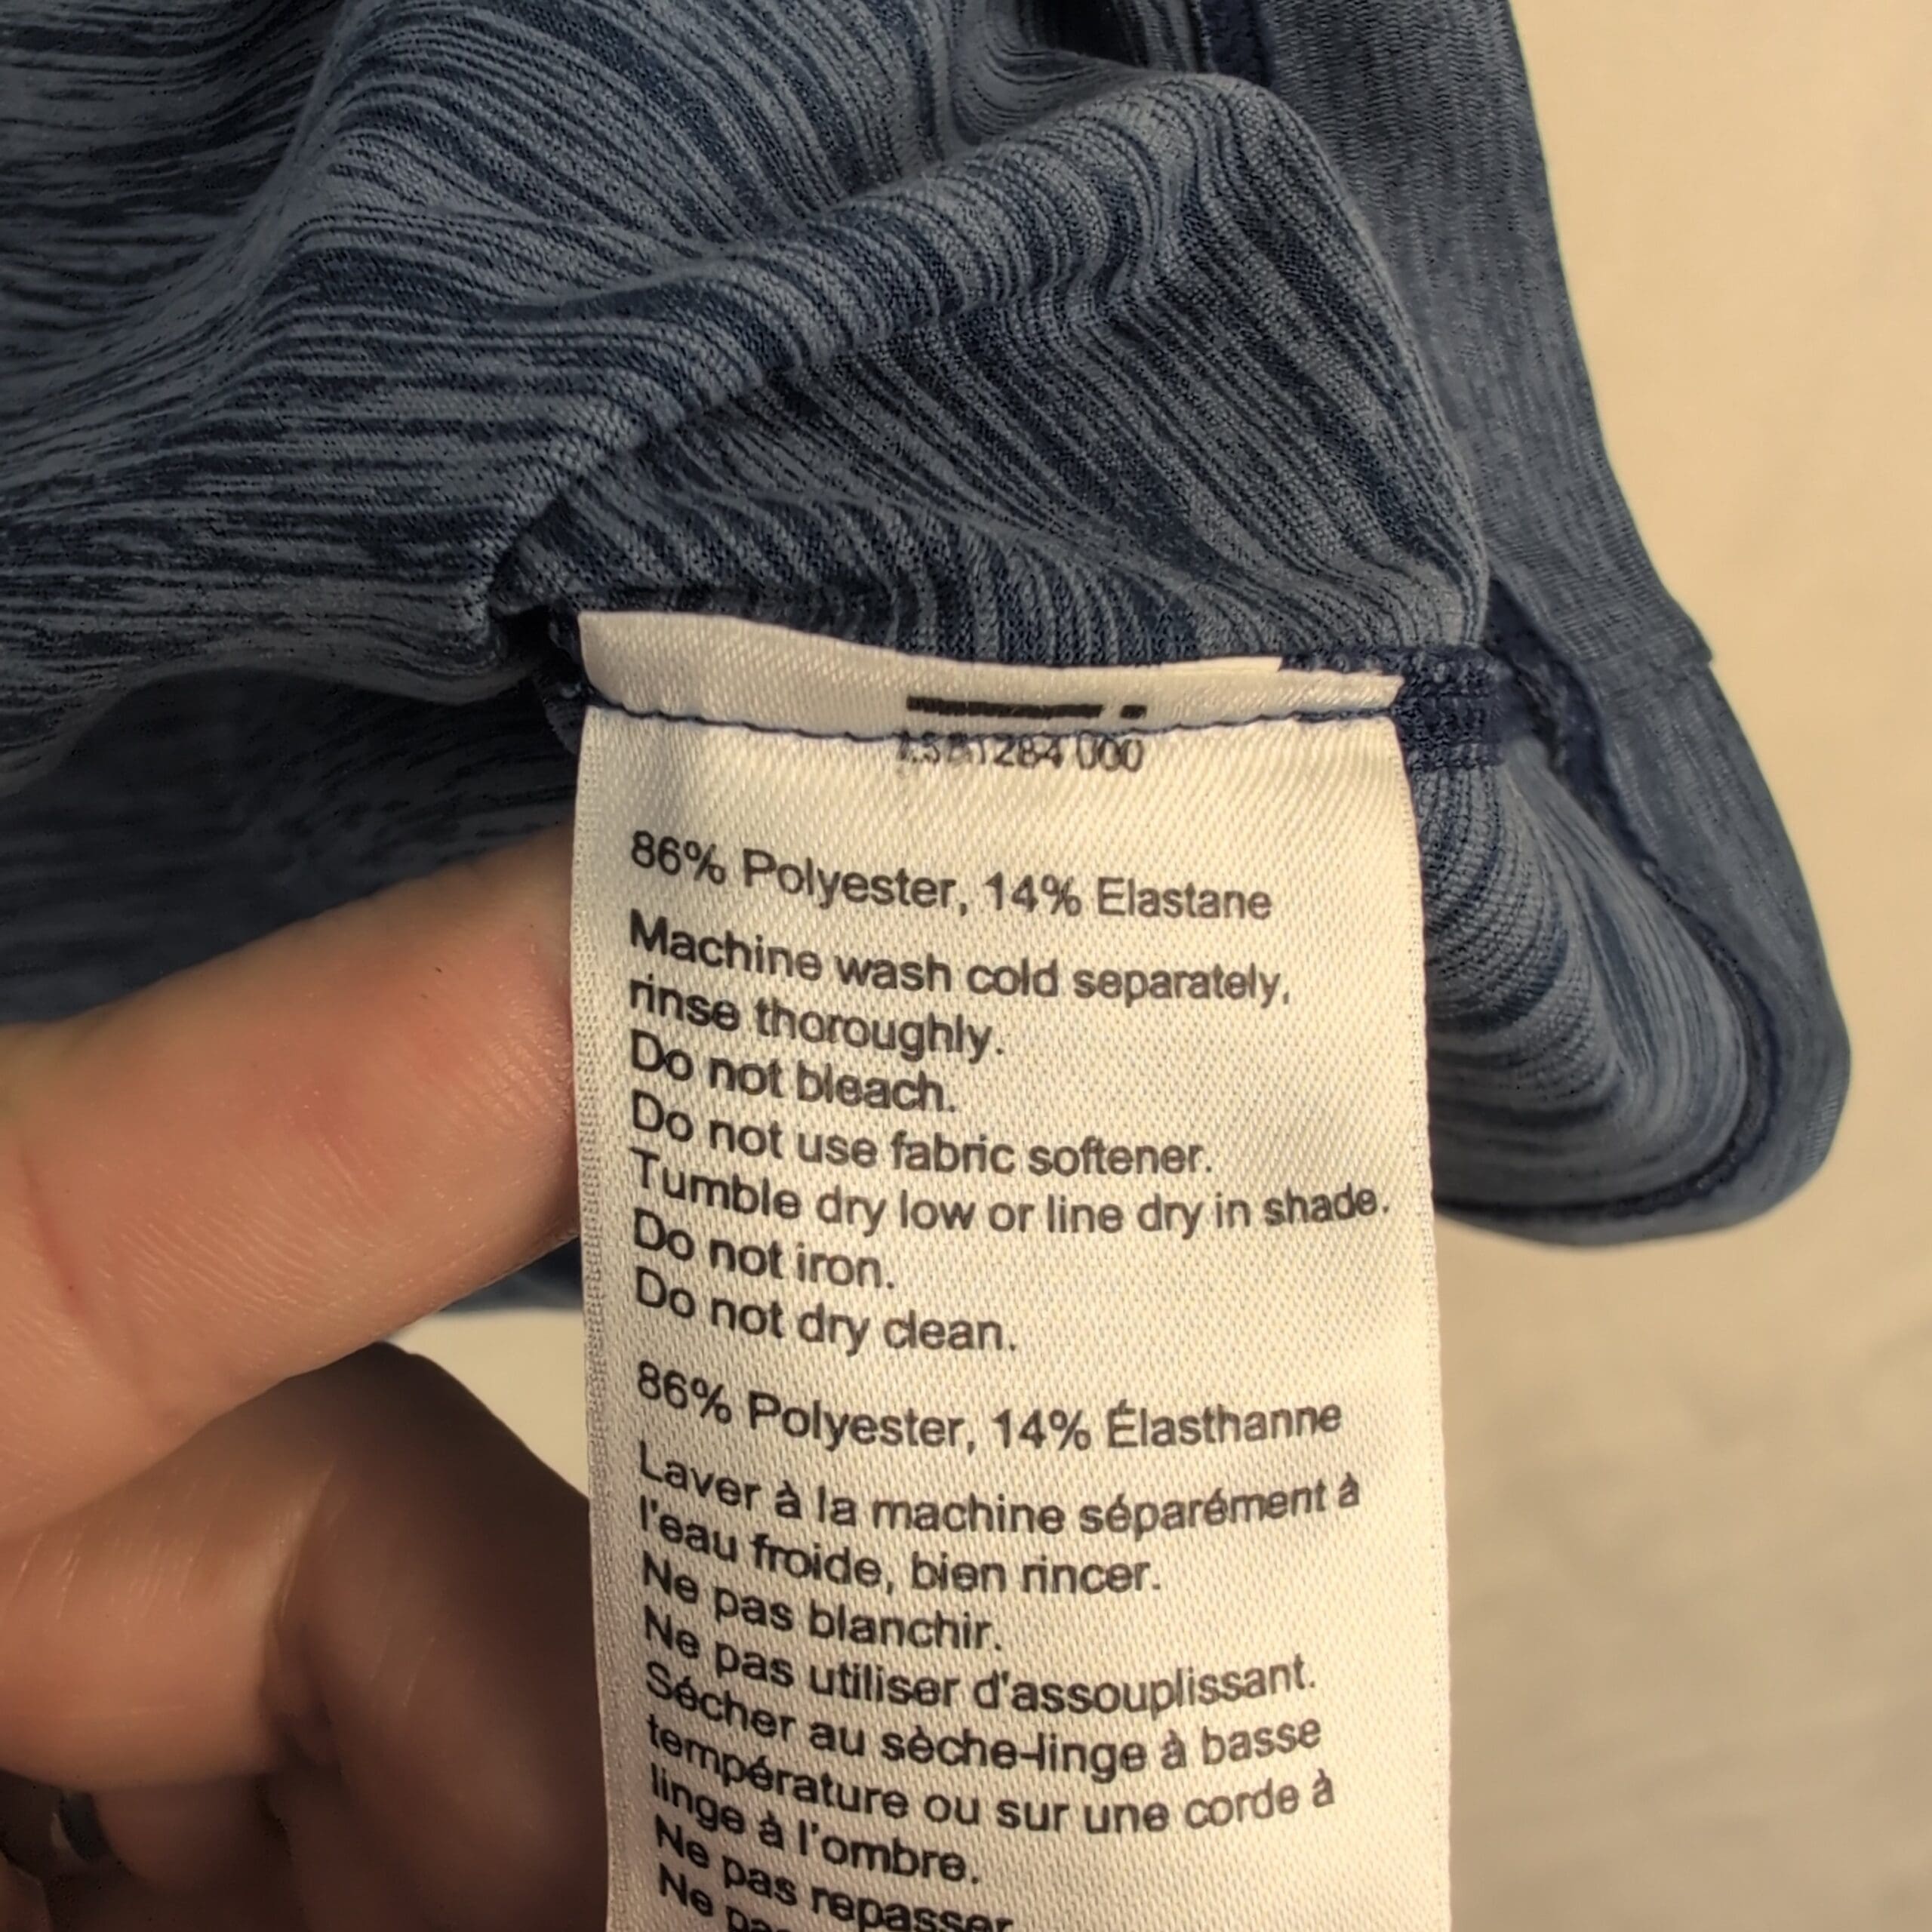 86% Polyester, 14% Elastane
Machine wash cold separately,
rinse thoroughly.
Do not bleach.
Do not use fabric softener.
Tumble dry low or line dry in shade.
Do not iron.
Do not dry clean.
86% Polyester, 14% Élasthanne
Laver à la machine séparément à
l'eau froide, bien rincer.
Ne pas blanchir.
Ne pas utiliser d'assouplissant.
Sécher au sèche-linge à basse
température ou sur une corde à
linge à l'ombre.
Ne pas repasser
Ne